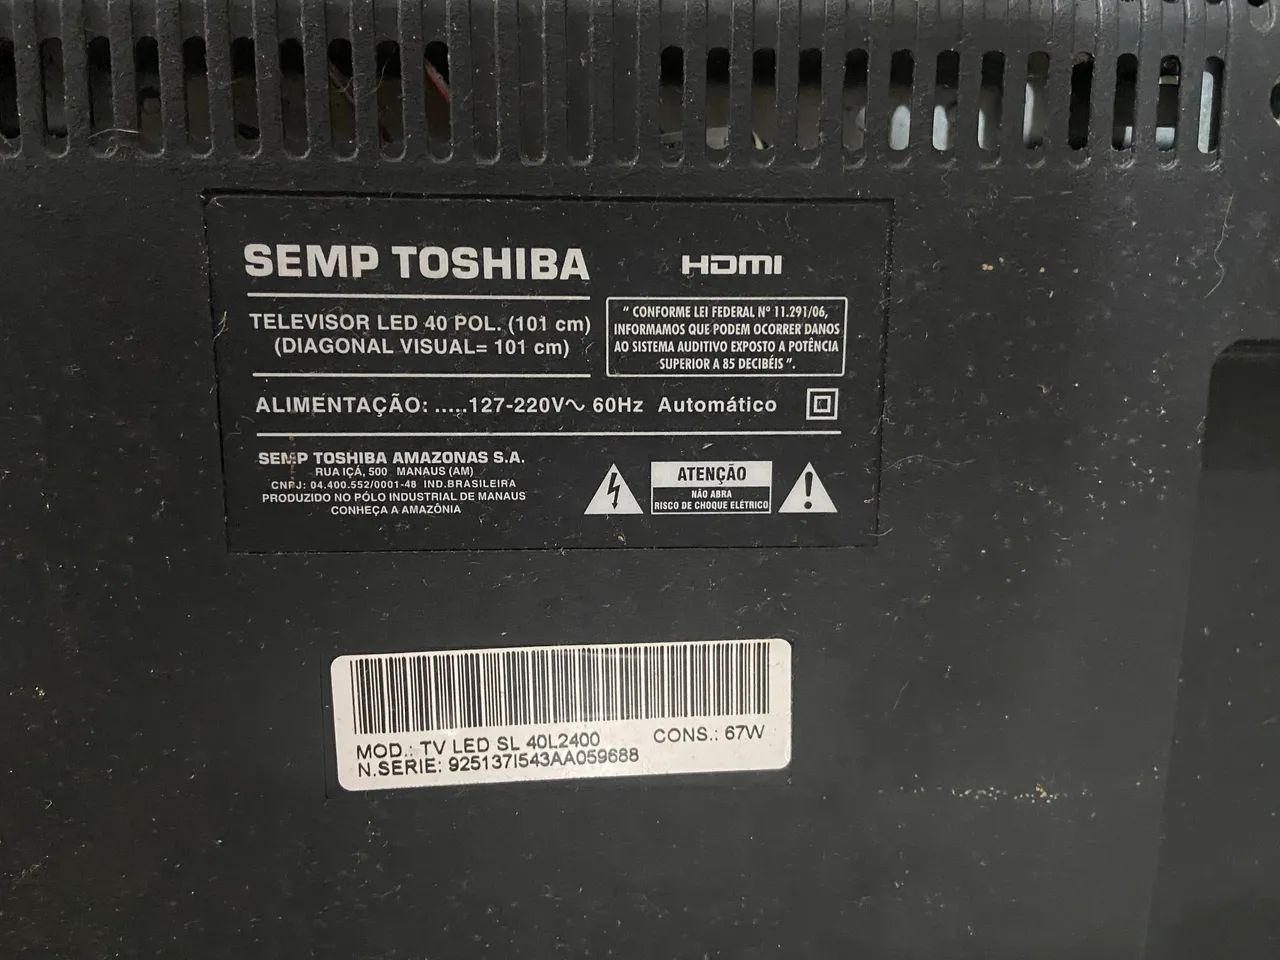 SEMP TOSHIBA
HDMI
TELEVISOR LED 40 POL. (101 cm)
(DIAGONAL VISUAL= 101 cm)
" CONFORME LEI FEDERAL Nº 11.291/06,
INFORMAMOS QUE PODEM OCORRER DANOS
AO SISTEMA AUDITIVO EXPOSTO A POTÊNCIA
SUPERIOR A 85 DECIBÉIS ".
ALIMENTAÇÃO: .....127-220V~ 60Hz Automático
SEMP TOSHIBA AMAZONAS S.A.
RUA IÇÁ, 500 MANAUS (AM)
CNPJ: 04.400.552/0001-48 IND.BRASILEIRA
PRODUZIDO NO PÓLO INDUSTRIAL DE MANAUS
CONHEÇA A AMAZÔNIA
ATENÇÃO
NÃO ABRA
RISCO DE CHOQUE ELÉTRICO
MOD.: TV LED SL 40L2400 CONS.: 67W
N.SERIE: 925137I543AA059688